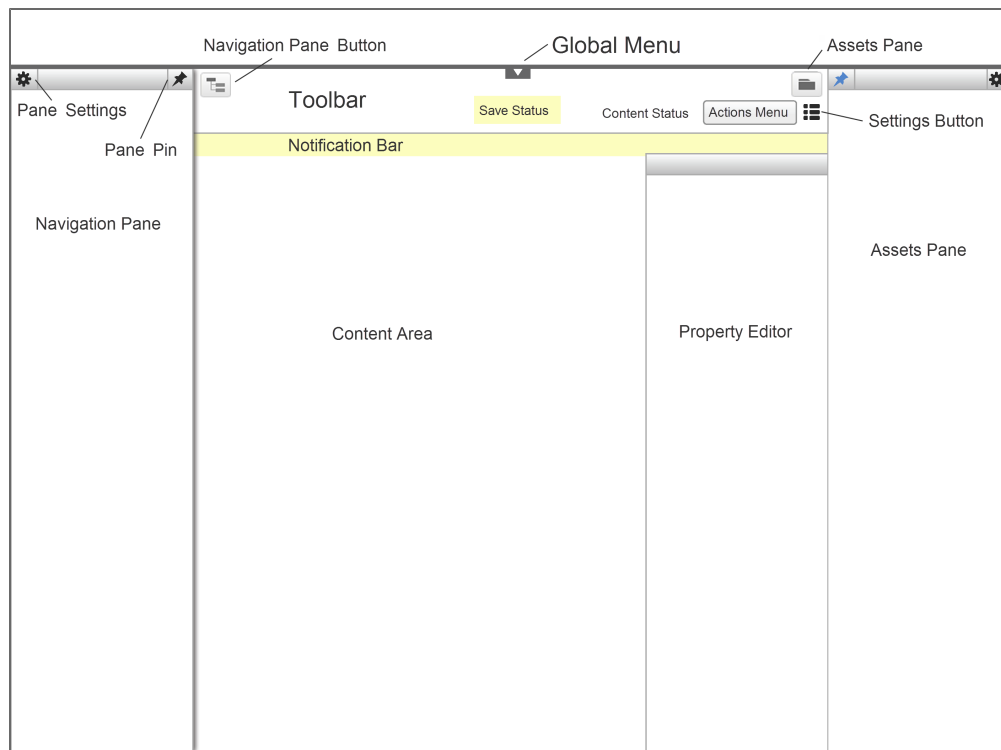 Navigation Pane Button
Global Menu
Assets Pane
Pane Settings
Toolbar
Save Status
Content Status
Actions Menu
Settings Button
Pane Pin
Notification Bar
Navigation Pane
Assets Pane
Content Area
Property Editor